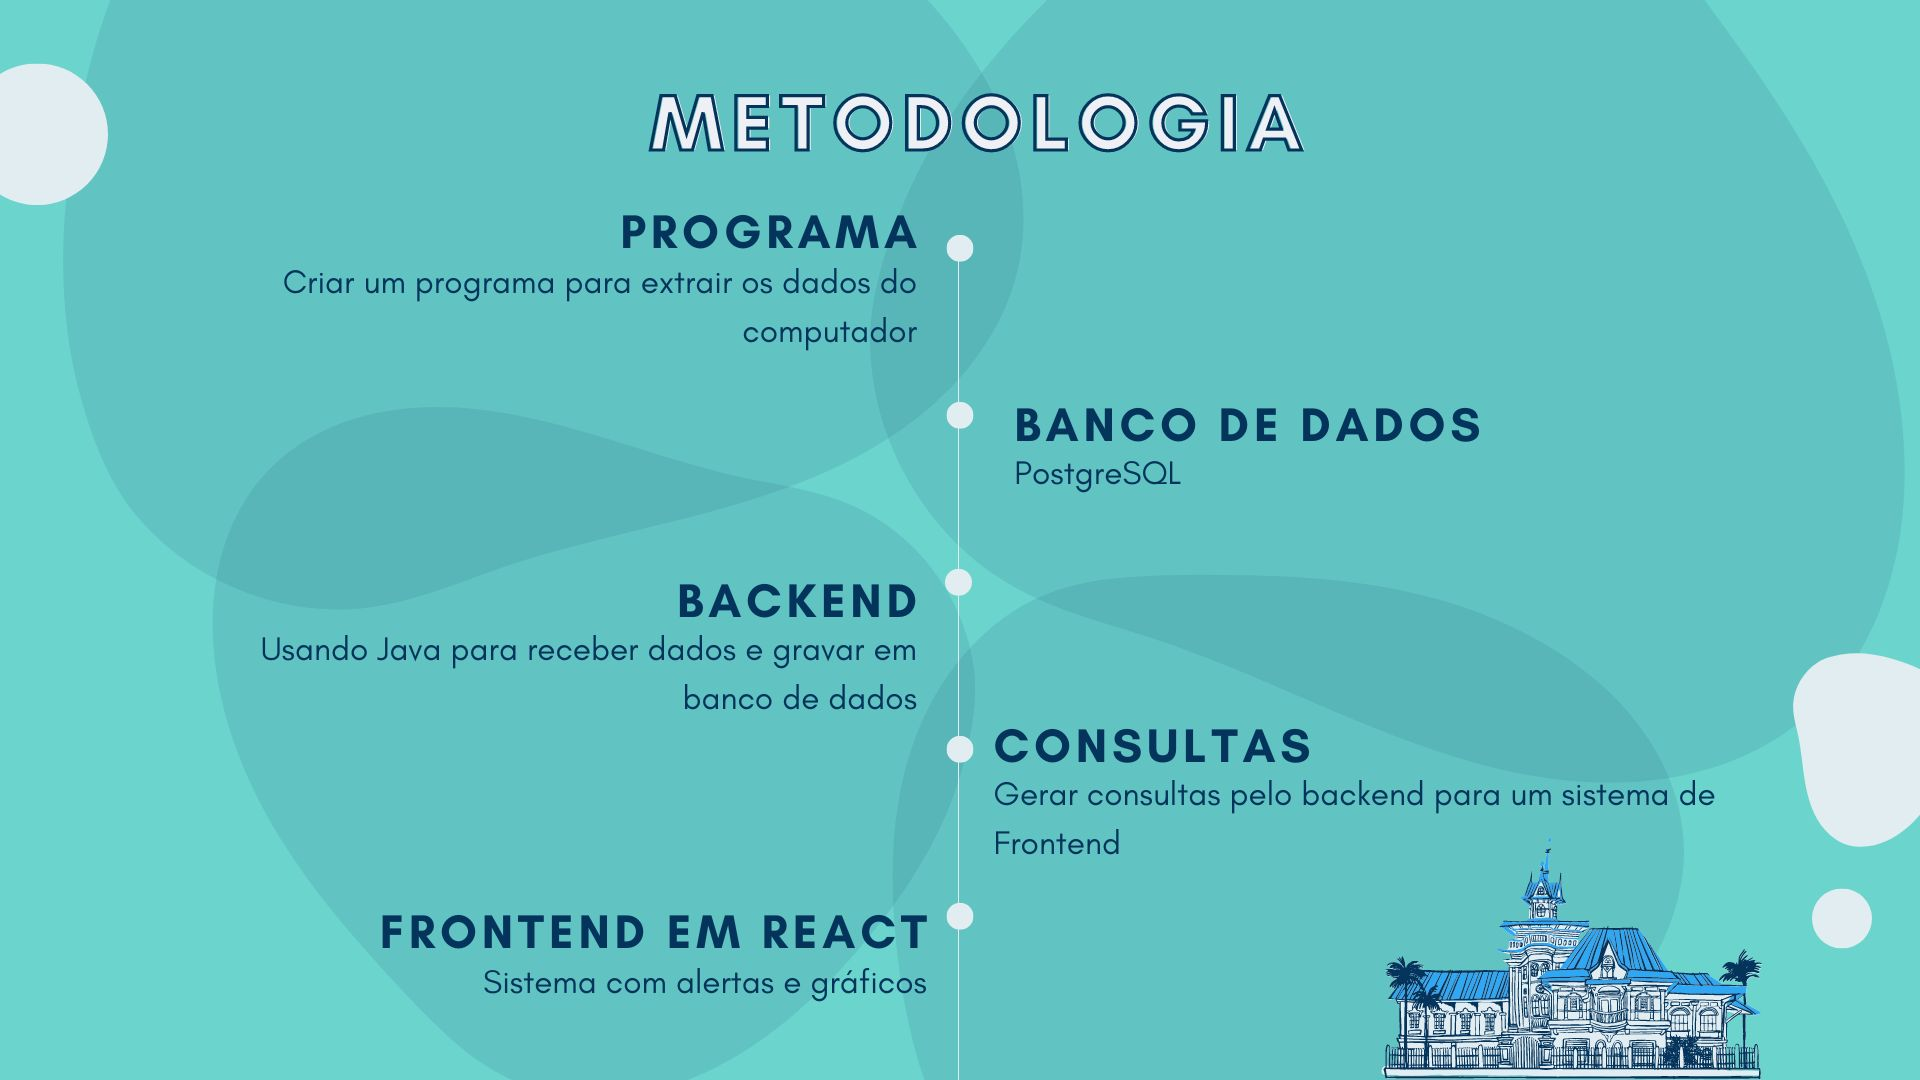 METODOLOGIA
PROGRAMA
Criar um programa para extrair os dados do
computador
BANCO DE DADOS
PostgreSQL
BACKEND
Usando Java para receber dados e gravar em
banco de dados
CONSULTAS
Gerar consultas pelo backend para um sistema de
Frontend
FRONTEND EM REACT
Sistema com alertas e gráficos